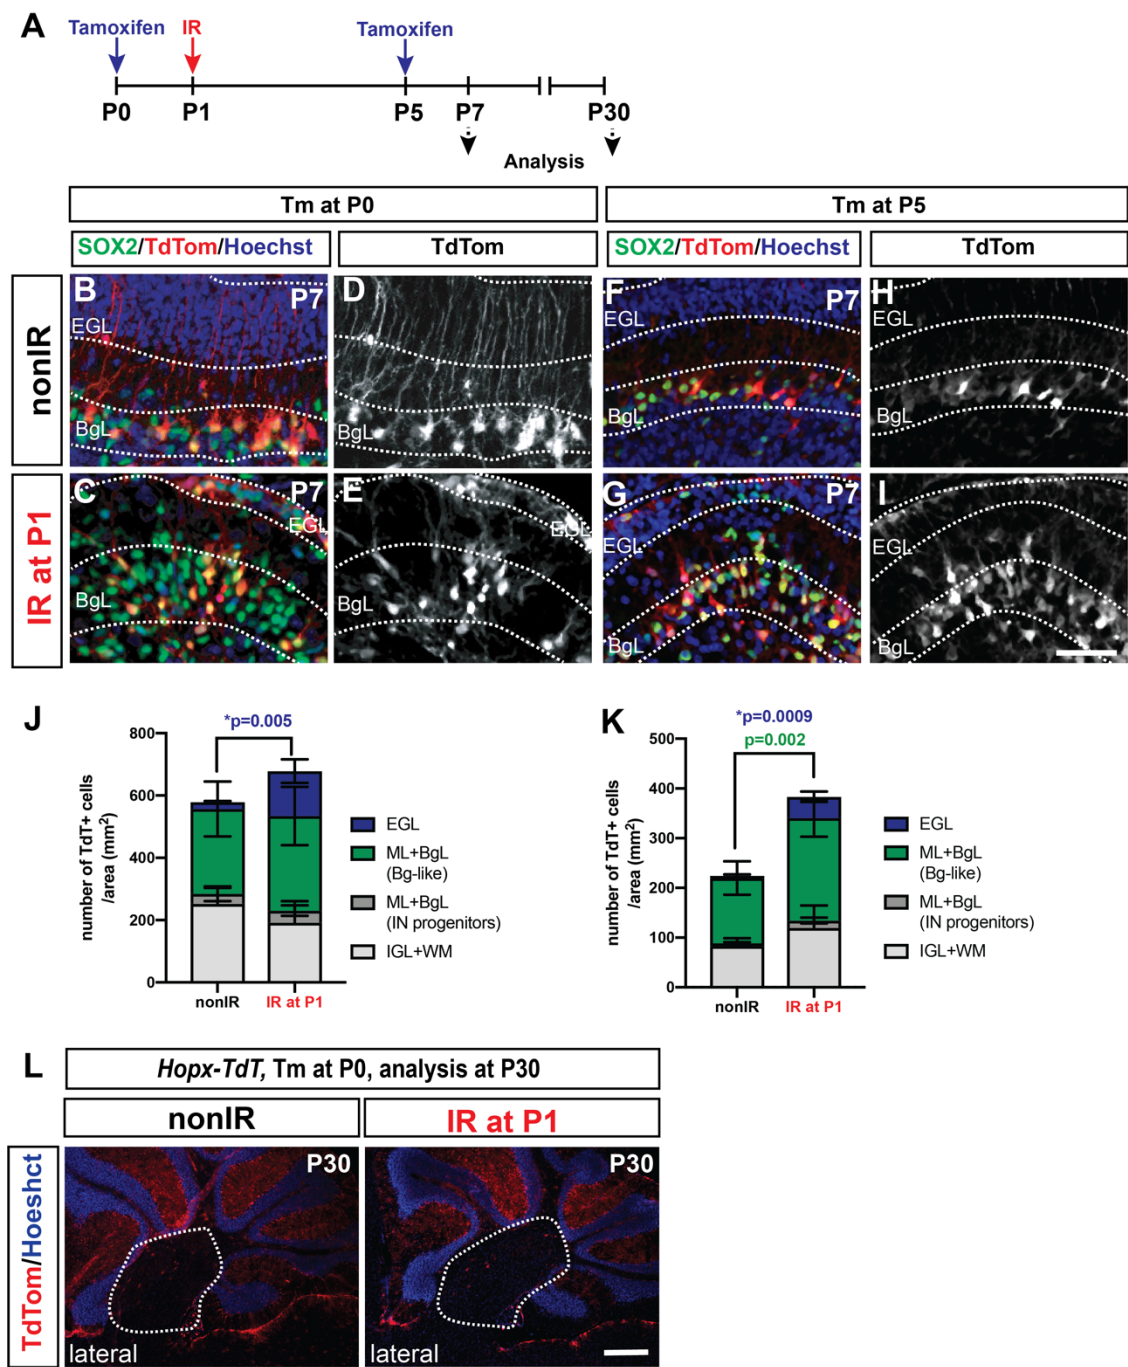 A
Tamoxifen IR Tamoxifen
P0 P1 P5 P7 P30
Analysis
Tm at P0 Tm at P5
SOX2/TdTom/Hoechst TdTom SOX2/TdTom/Hoechst TdTom
nonIR
B P7 EGL BgL
D
F P7 EGL BgL
H EGL BgL
IR at P1
C P7 EGL BgL
E EGL BgL
G P7 EGL BgL
I EGL BgL
J
*p=0.005
number of TdT+ cells
/area (mm2)
800
600
400
200
0
nonIR IR at P1
EGL
ML+BgL
(Bg-like)
ML+BgL
(IN progenitors)
IGL+WM
K
*p=0.0009
p=0.002
number of TdT+ cells
/area (mm2)
500
400
300
200
100
0
nonIR IR at P1
EGL
ML+BgL
(Bg-like)
ML+BgL
(IN progenitors)
IGL+WM
L
Hopx-TdT, Tm at P0, analysis at P30
nonIR IR at P1
TdTom/Hoeshct
P30 P30
lateral lateral